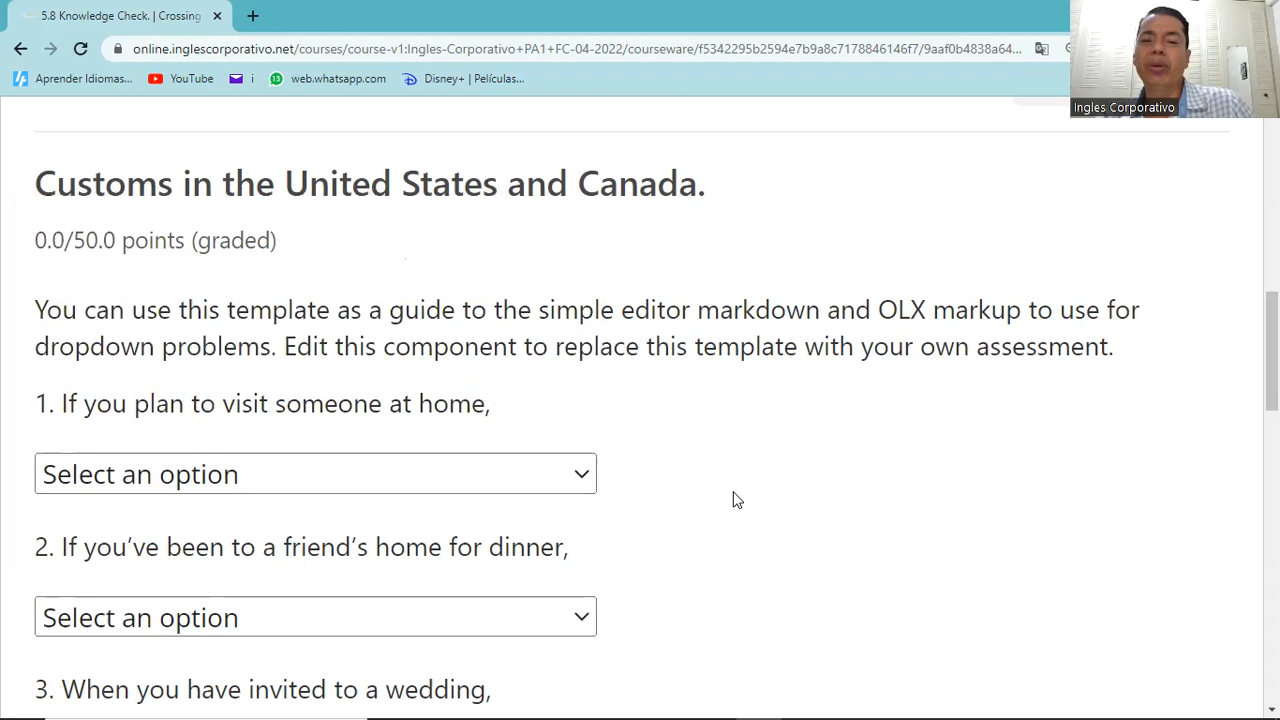 5.8 Knowledge Check. | Crossing
online.inglescorporativo.net/courses/course-v1:Ingles-Corporativo+PA1+FC-04-2022/courseware/f5342295b2594e7b9a8c7178846146f7/9aaf0b4838a64...
Aprender Idiomas...
YouTube
i
13
web.whatsapp.com
Disney+ | Películas...
Ingles Corporativo
Customs in the United States and Canada.
0.0/50.0 points (graded)
You can use this template as a guide to the simple editor markdown and OLX markup to use for
dropdown problems. Edit this component to replace this template with your own assessment.
1. If you plan to visit someone at home,
Select an option
2. If you’ve been to a friend’s home for dinner,
Select an option
3. When you have invited to a wedding,